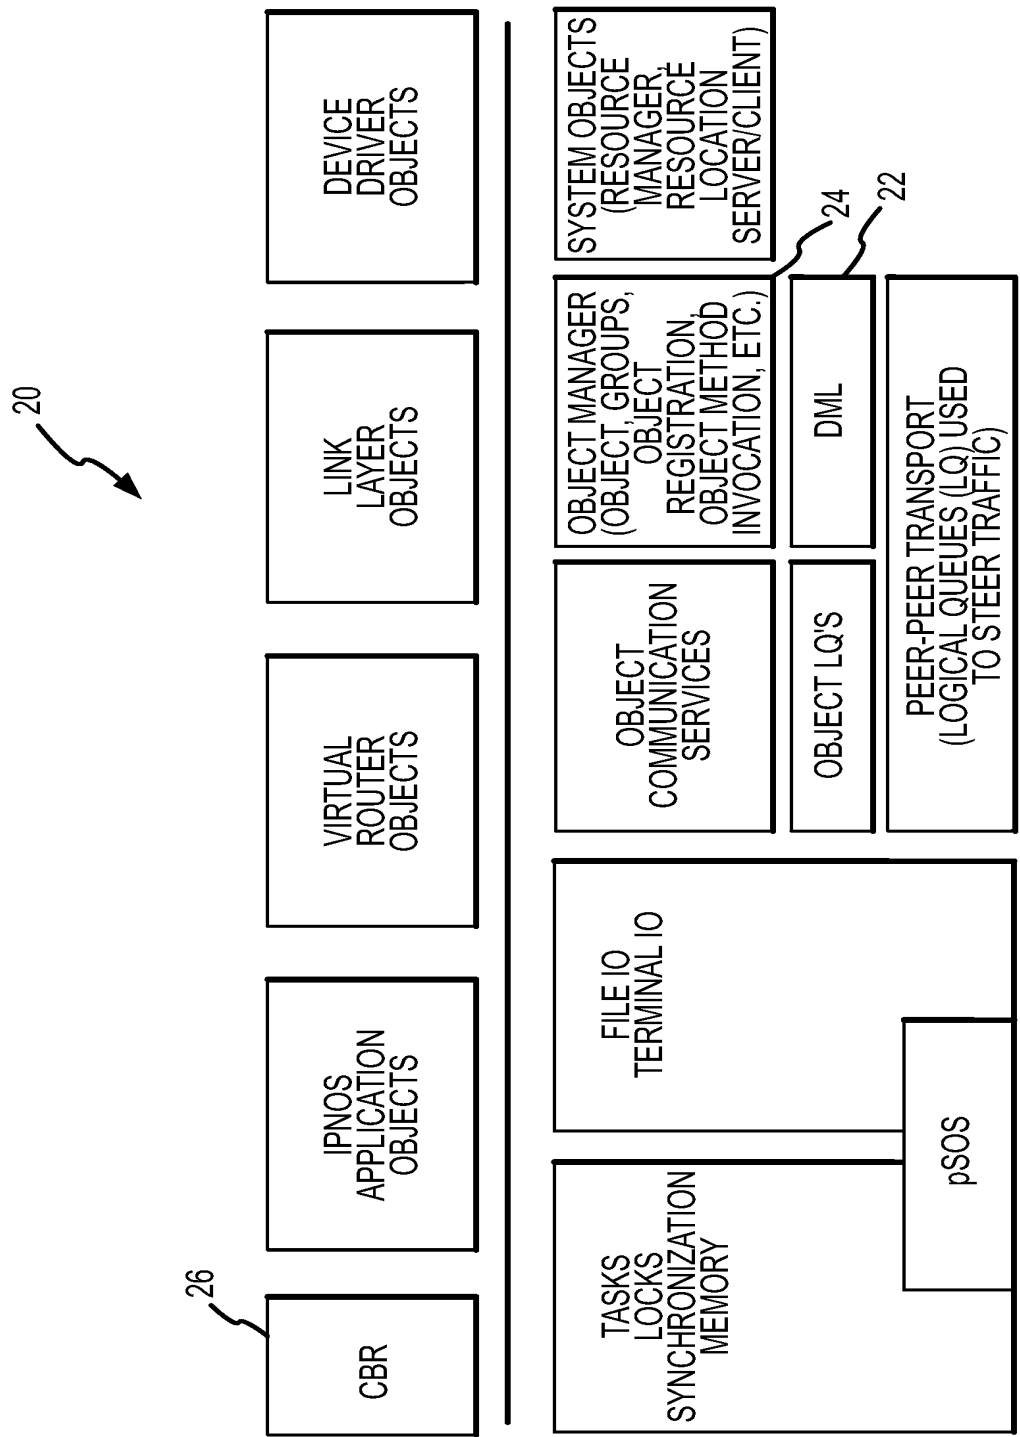 20
26
CBR
IPNOS
APPLICATION
OBJECTS
VIRTUAL
ROUTER
OBJECTS
LINK
LAYER
OBJECTS
DEVICE
DRIVER
OBJECTS
TASKS
LOCKS
SYNCHRONIZATION
MEMORY
FILE IO
TERMINAL IO
pSOS
OBJECT
COMMUNICATION
SERVICES
OBJECT MANAGER
(OBJECT, GROUPS,
OBJECT
REGISTRATION,
OBJECT METHOD
INVOCATION, ETC.)
SYSTEM OBJECTS
(RESOURCE
MANAGER,
RESOURCE
LOCATION
SERVER/CLIENT)
24
OBJECT LQ'S
DML
22
PEER-PEER TRANSPORT
(LOGICAL QUEUES (LQ) USED
TO STEER TRAFFIC)